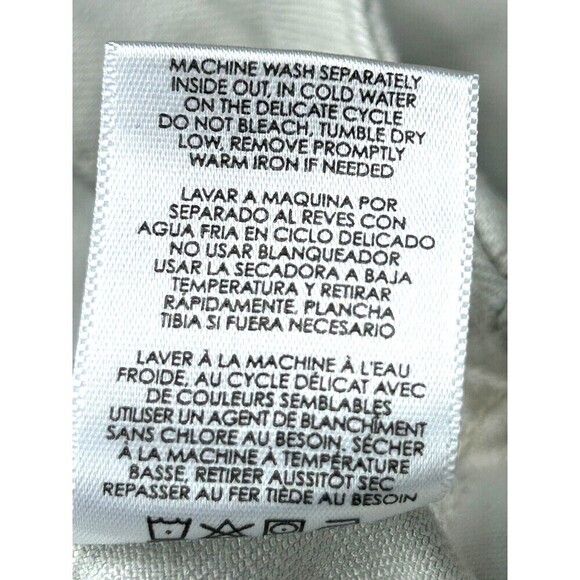 MACHINE WASH SEPARATELY
INSIDE OUT, IN COLD WATER
ON THE DELICATE CYCLE
DO NOT BLEACH, TUMBLE DRY
LOW, REMOVE PROMPTLY
WARM IRON IF NEEDED
LAVAR A MAQUINA POR
SEPARADO AL REVES CON
AGUA FRIA EN CICLO DELICADO
NO USAR BLANQUEADOR
USAR LA SECADORA A BAJA
TEMPERATURA Y RETIRAR
RÁPIDAMENTE, PLANCHA
TIBIA SI FUERA NECESARIO
LAVER À LA MACHINE À L'EAU
FROIDE, AU CYCLE DÉLICAT AVEC
DE COULEURS SEMBLABLES
UTILISER UN AGENT DE BLANCHIMENT
SANS CHLORE AU BESOIN, SÉCHER
À LA MACHINE À TEMPÉRATURE
BASSE, RETIRER AUSSITÔT SEC
REPASSER AU FER TIÈDE AU BESOIN